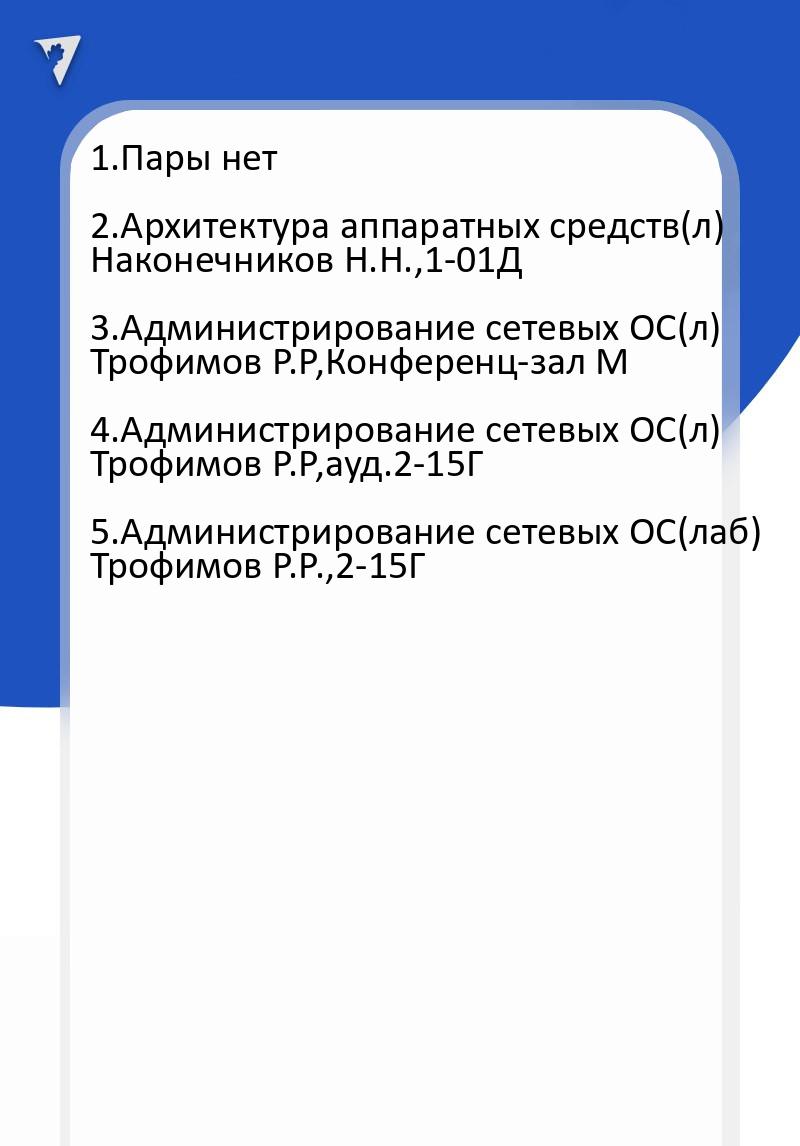 1.Пары нет
2.Архитектура аппаратных средств(л)
Наконечников Н.Н.,1-01Д
3.Администрирование сетевых ОС(л)
Трофимов Р.Р,Конференц-зал М
4.Администрирование сетевых ОС(л)
Трофимов Р.Р,ауд.2-15Г
5.Администрирование сетевых ОС(лаб)
Трофимов Р.Р.,2-15Г